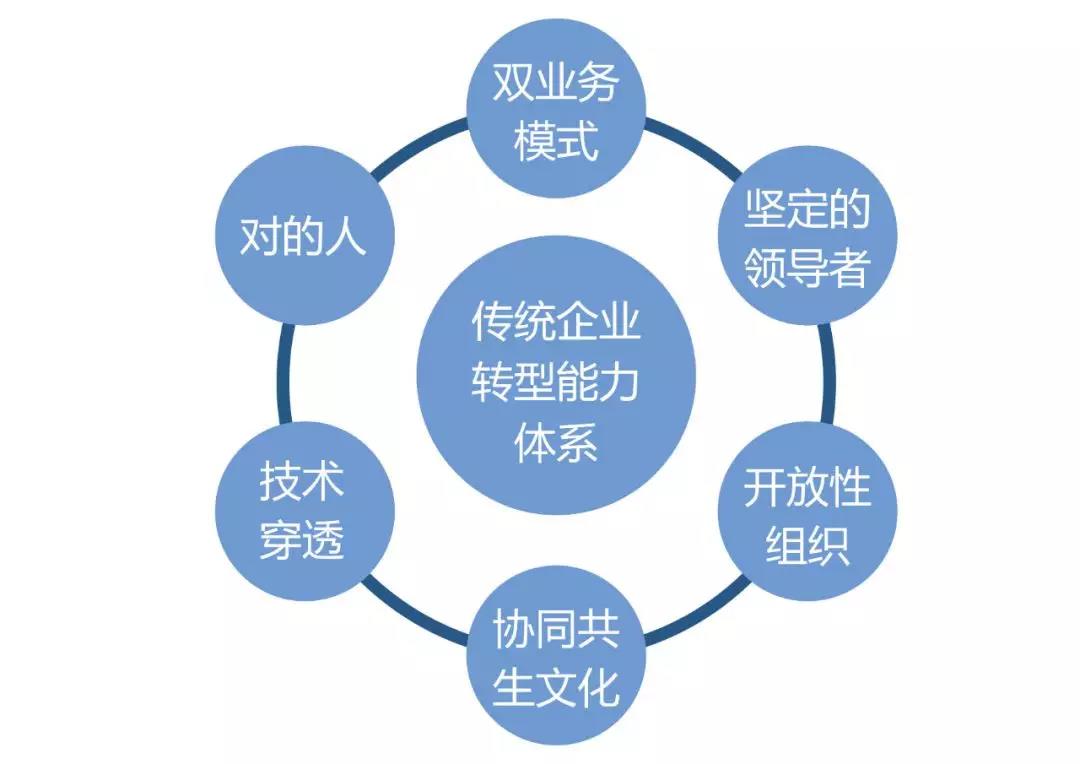 双业务
模式
坚定的
领导者
开放性
组织
协同共
生文化
技术
穿透
对的人
传统企业
转型能力
体系